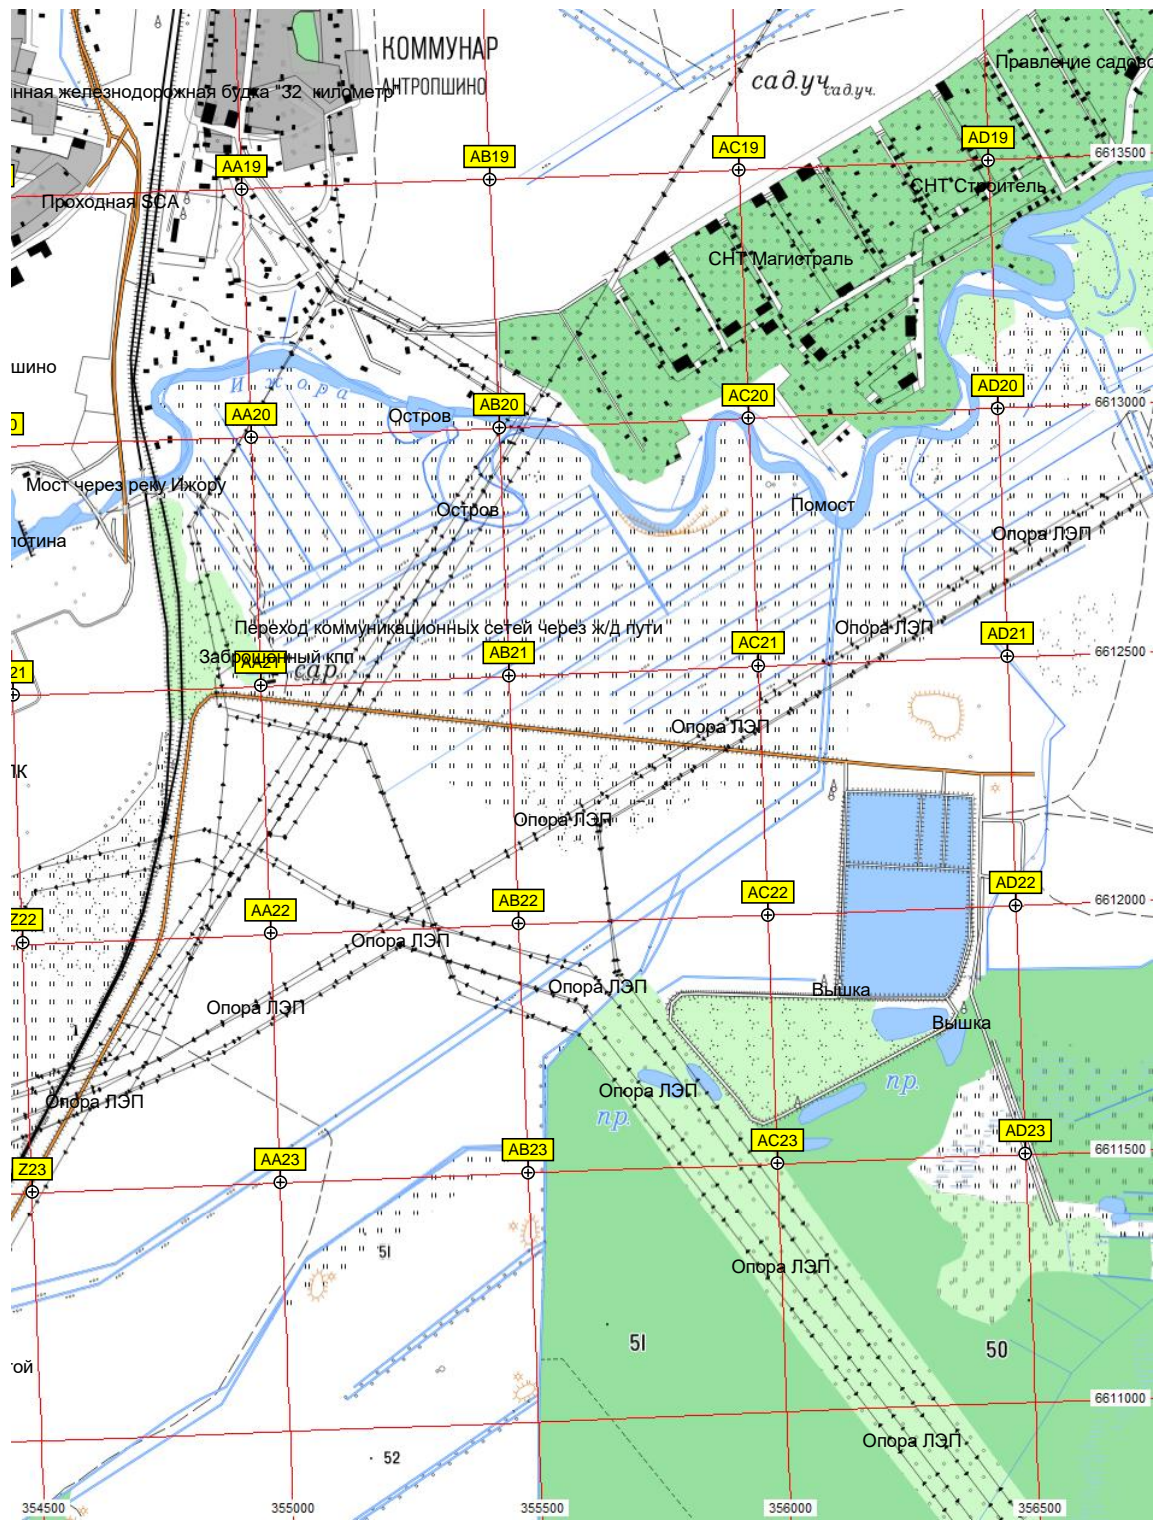 КОММУНАР
АНТРОПШИНО
сад.уч.
сад.уч.
Правление садово
нная железнодорожная будка "32 километр"
AD19
AC19
AB19
AA19
6613500
СНТ Строитель
Проходная SCA
СНТ Магистраль
шино
Ижора
AD20
AC20
AB20
AA20
Остров
6613000
0
Мост через реку Ижору
Остров
Помост
Опора ЛЭП
лотина
Переход коммуникационных сетей через ж/д пути
Опора ЛЭП
AD21
AC21
AB21
AA21
Заброшенный кпп
сар.
21
6612500
Опора ЛЭП
ПК
Опора ЛЭП
AD22
AC22
AB22
AA22
Z22
6612000
Опора ЛЭП
Опора ЛЭП
Вышка
Опора ЛЭП
Вышка
Опора ЛЭП
пр.
Опора ЛЭП
пр.
AD23
AC23
AB23
AA23
Z23
6611500
51
Опора ЛЭП
51
50
той
6611000
Опора ЛЭП
52
354500
355000
355500
356000
356500